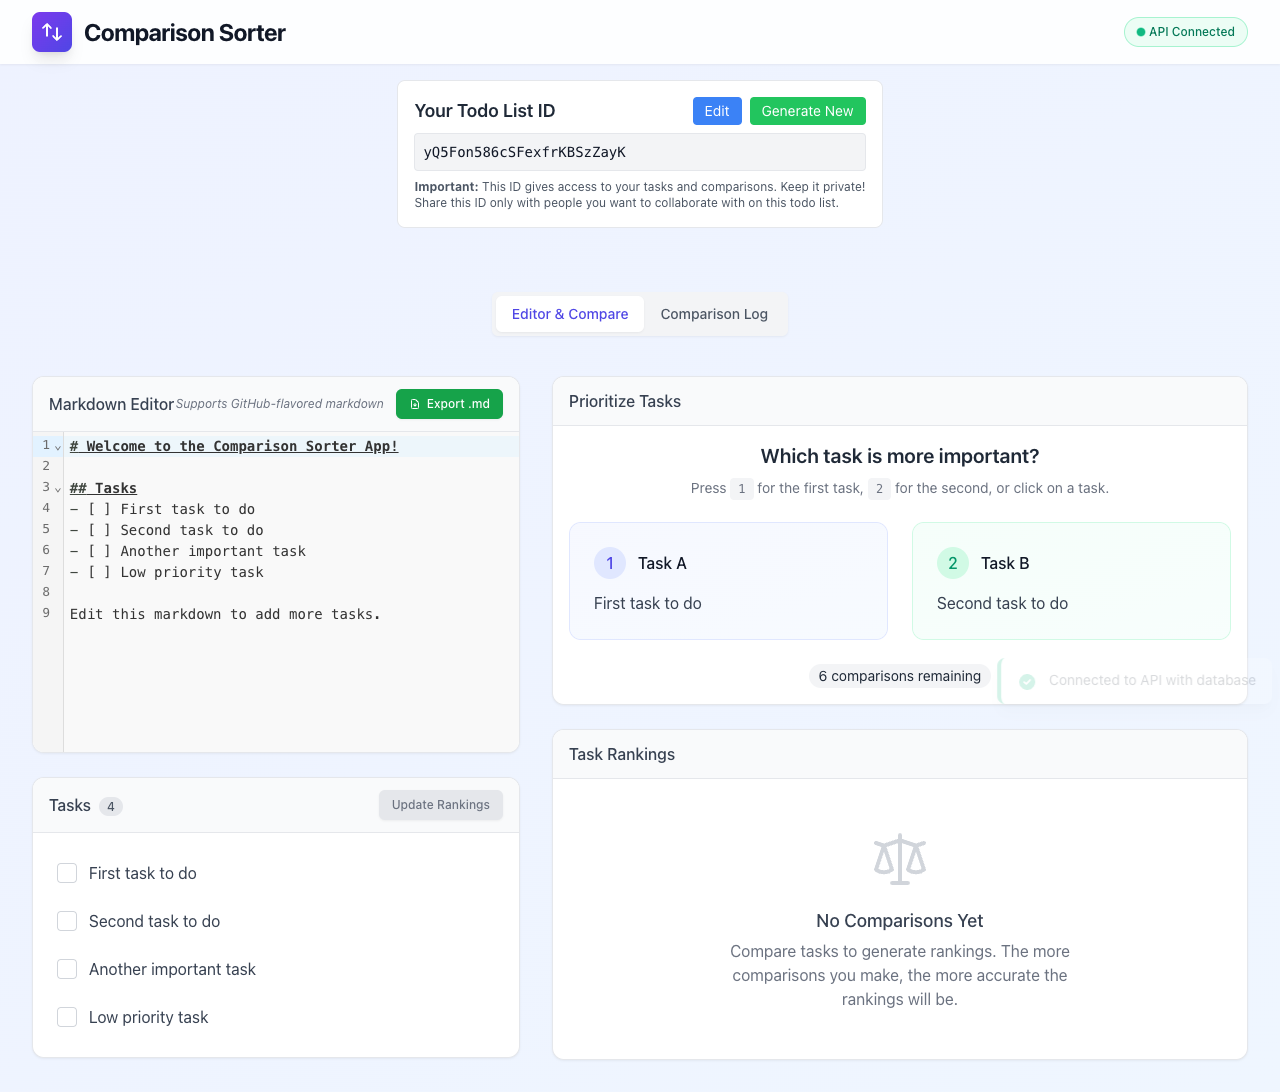 Comparison Sorter
API Connected
Your Todo List ID
Edit
Generate New
yQ5Fon586cSFexfrKBSzZayK
Important: This ID gives access to your tasks and comparisons. Keep it private!
Share this ID only with people you want to collaborate with on this todo list.
Editor & Compare
Comparison Log
Markdown Editor
Supports GitHub-flavored markdown
Export .md
1 # Welcome to the Comparison Sorter App!
2
3 ## Tasks
4 - [ ] First task to do
5 - [ ] Second task to do
6 - [ ] Another important task
7 - [ ] Low priority task
8
9 Edit this markdown to add more tasks.
Tasks 4
Update Rankings
First task to do
Second task to do
Another important task
Low priority task
Prioritize Tasks
Which task is more important?
Press 1 for the first task, 2 for the second, or click on a task.
1 Task A
First task to do
2 Task B
Second task to do
6 comparisons remaining
Connected to API with database
Task Rankings
No Comparisons Yet
Compare tasks to generate rankings. The more
comparisons you make, the more accurate the
rankings will be.